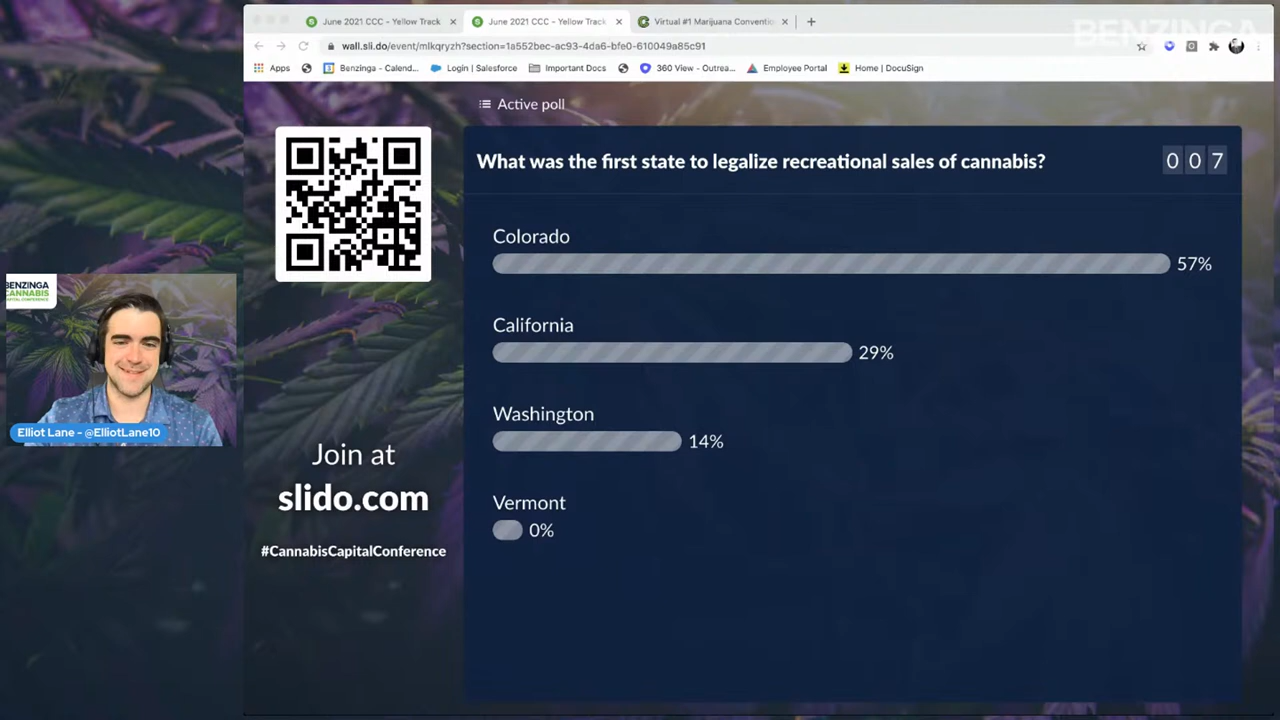 June 2021 CCC - Yellow Track
June 2021 CCC - Yellow Track
Virtual #1 Marijuana Conventio
BENZINGA
wall.sli.do/event/mlkqryzh?section=1a552bec-ac93-4da6-bfe0-610049a85c91
Apps
Benzinga - Calend...
Login | Salesforce
Important Docs
360 View - Outrea...
Employee Portal
Home | DocuSign
Active poll
What was the first state to legalize recreational sales of cannabis?
007
Colorado
57%
California
29%
Washington
14%
Vermont
0%
BENZINGA
CANNABIS
CAPITAL CONFERENCE
Elliot Lane - @ElliotLane10
Join at
slido.com
#CannabisCapitalConference